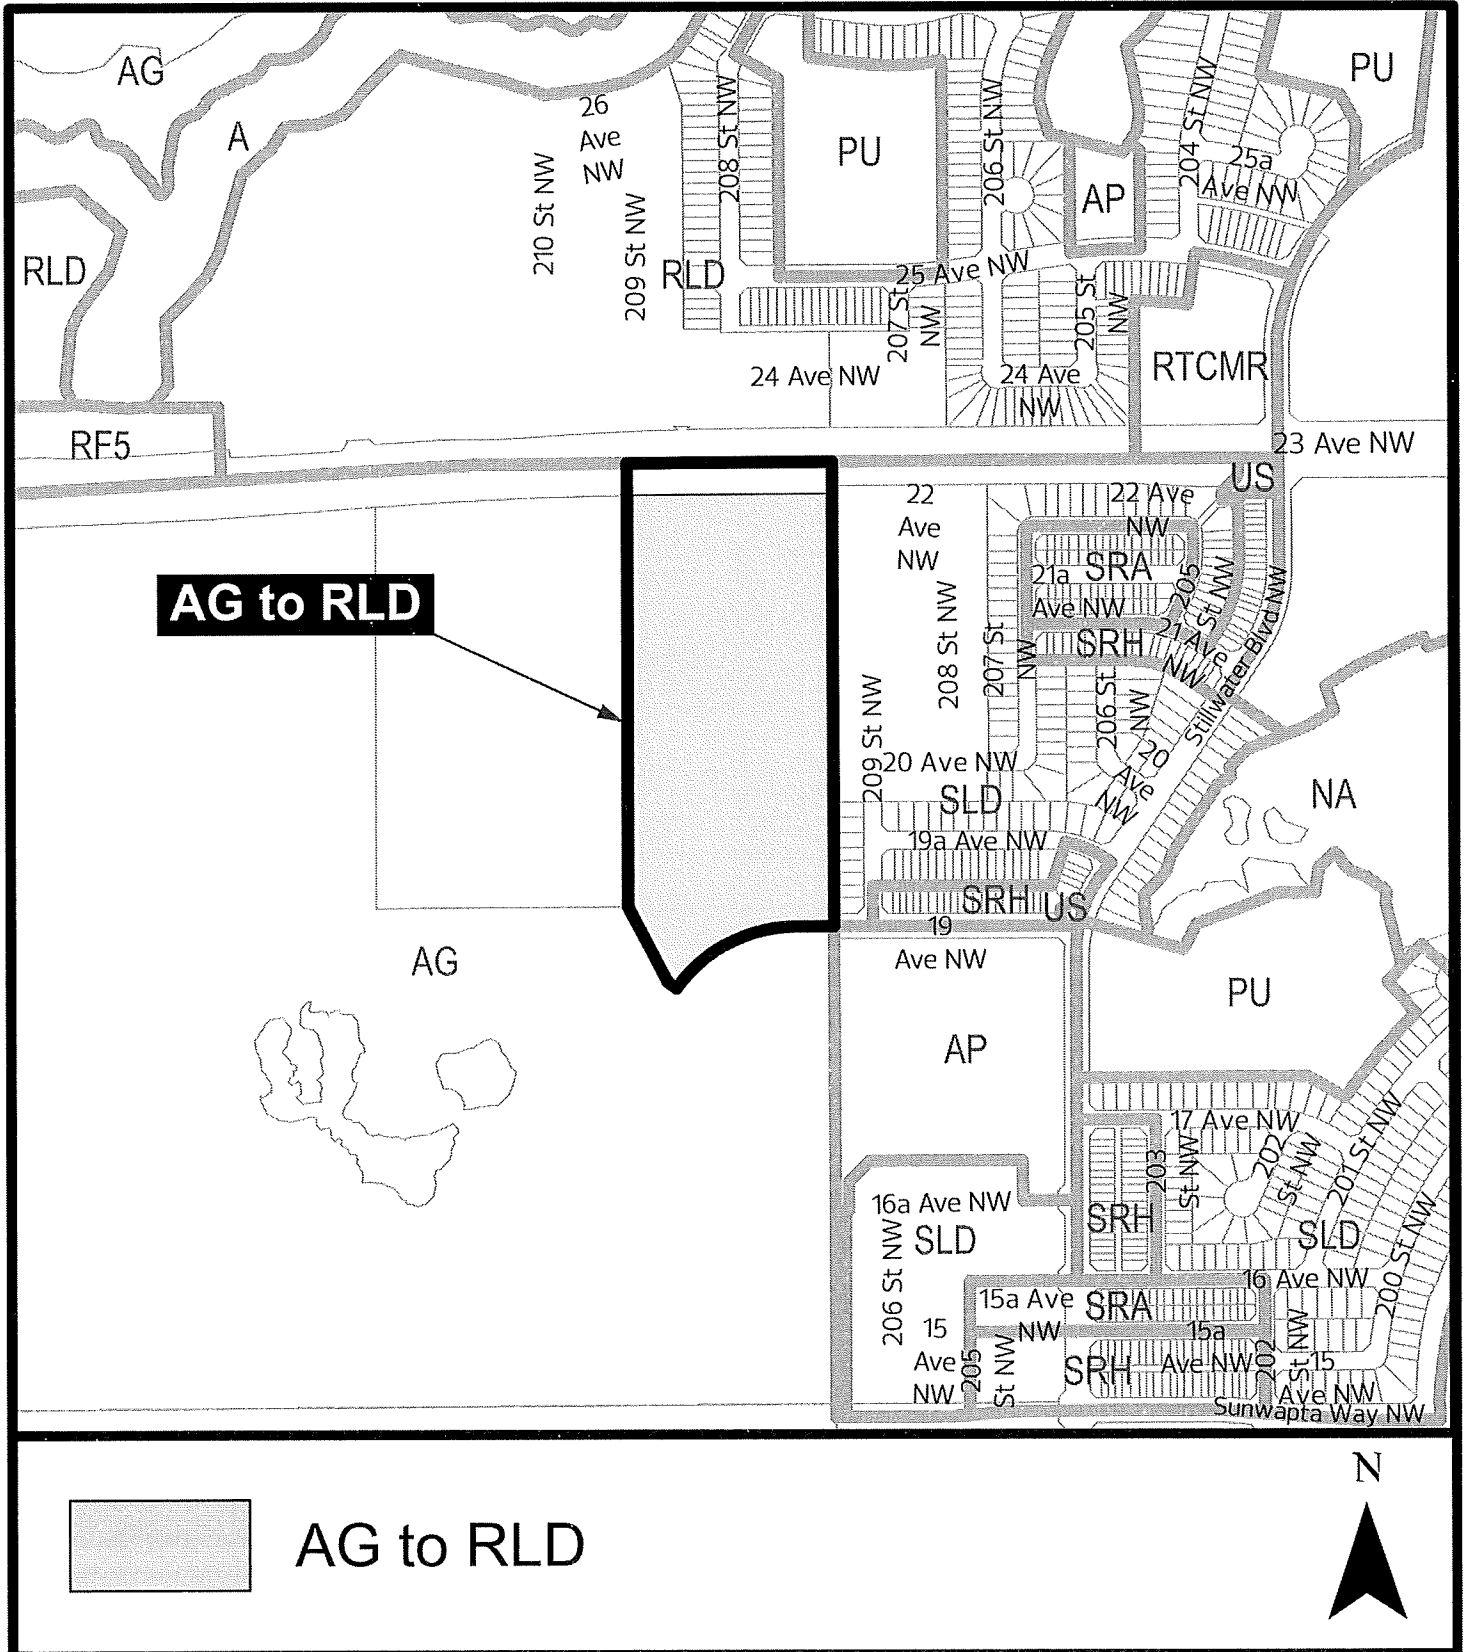 AG
PU
A
26
Ave
NW
210 St NW
209 St NW
208 St NW
PU
206 St NW
204 St NW
25a
Ave NW
AP
RLD
RLD
25 Ave NW
207 St
NW
205 St
NW
24 Ave NW
24 Ave
NW
RTCMR
RF5
23 Ave NW
US
22
Ave
NW
22 Ave
NW
SRA
21a
Ave NW
205
St NW
AG to RLD
208 St NW
207 St
NW
SRH
21 Ave
NW
Stillwater Blvd NW
206 St
NW
209 St NW
20 Ave NW
20
Ave
NW
SLD
NA
19a Ave NW
SRH
US
19
Ave NW
AG
PU
AP
17 Ave NW
203
St NW
202
St NW
201 St NW
16a Ave NW
SLD
206 St NW
SRH
SLD
200 St NW
16 Ave NW
15a Ave
NW
SRA
15
Ave
NW
205
St NW
15a
Ave NW
SRH
202
St NW
15
Ave NW
Sunwapta Way NW
N
AG to RLD